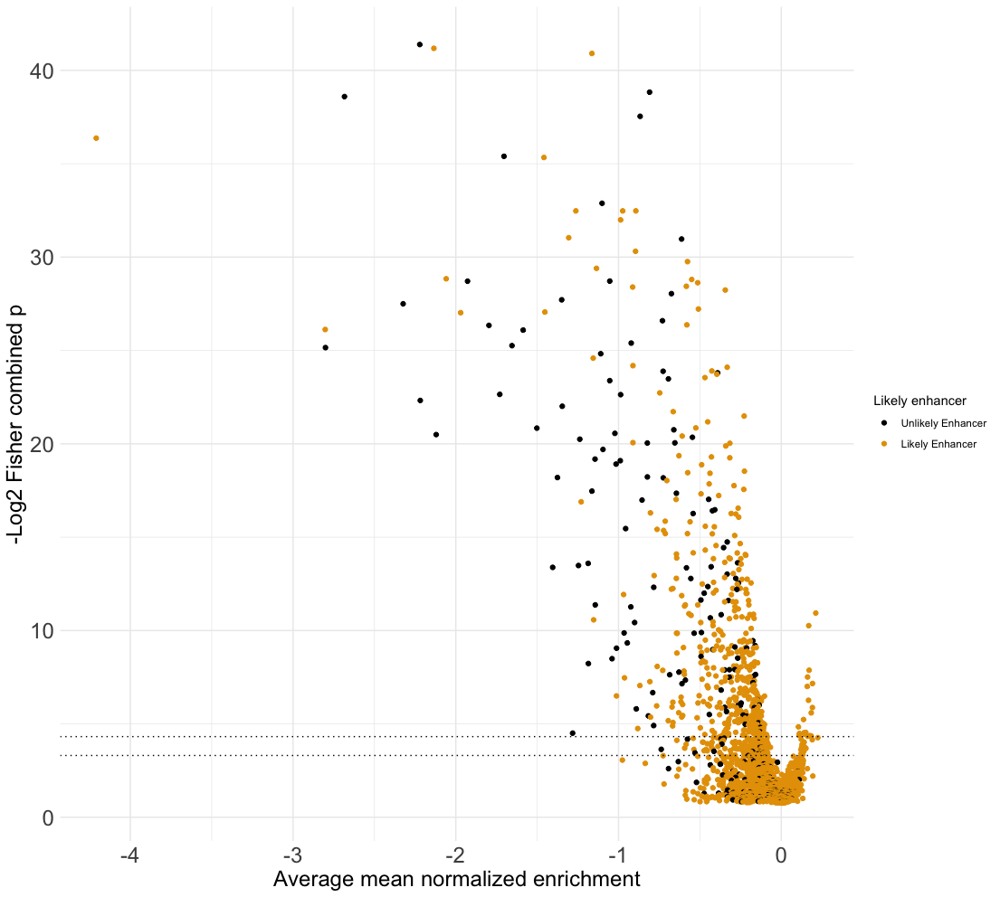 40
30
20
10
0
-4
-3
-2
-1
0
Average mean normalized enrichment
-Log2 Fisher combined p
Likely enhancer
Unlikely Enhancer
Likely Enhancer